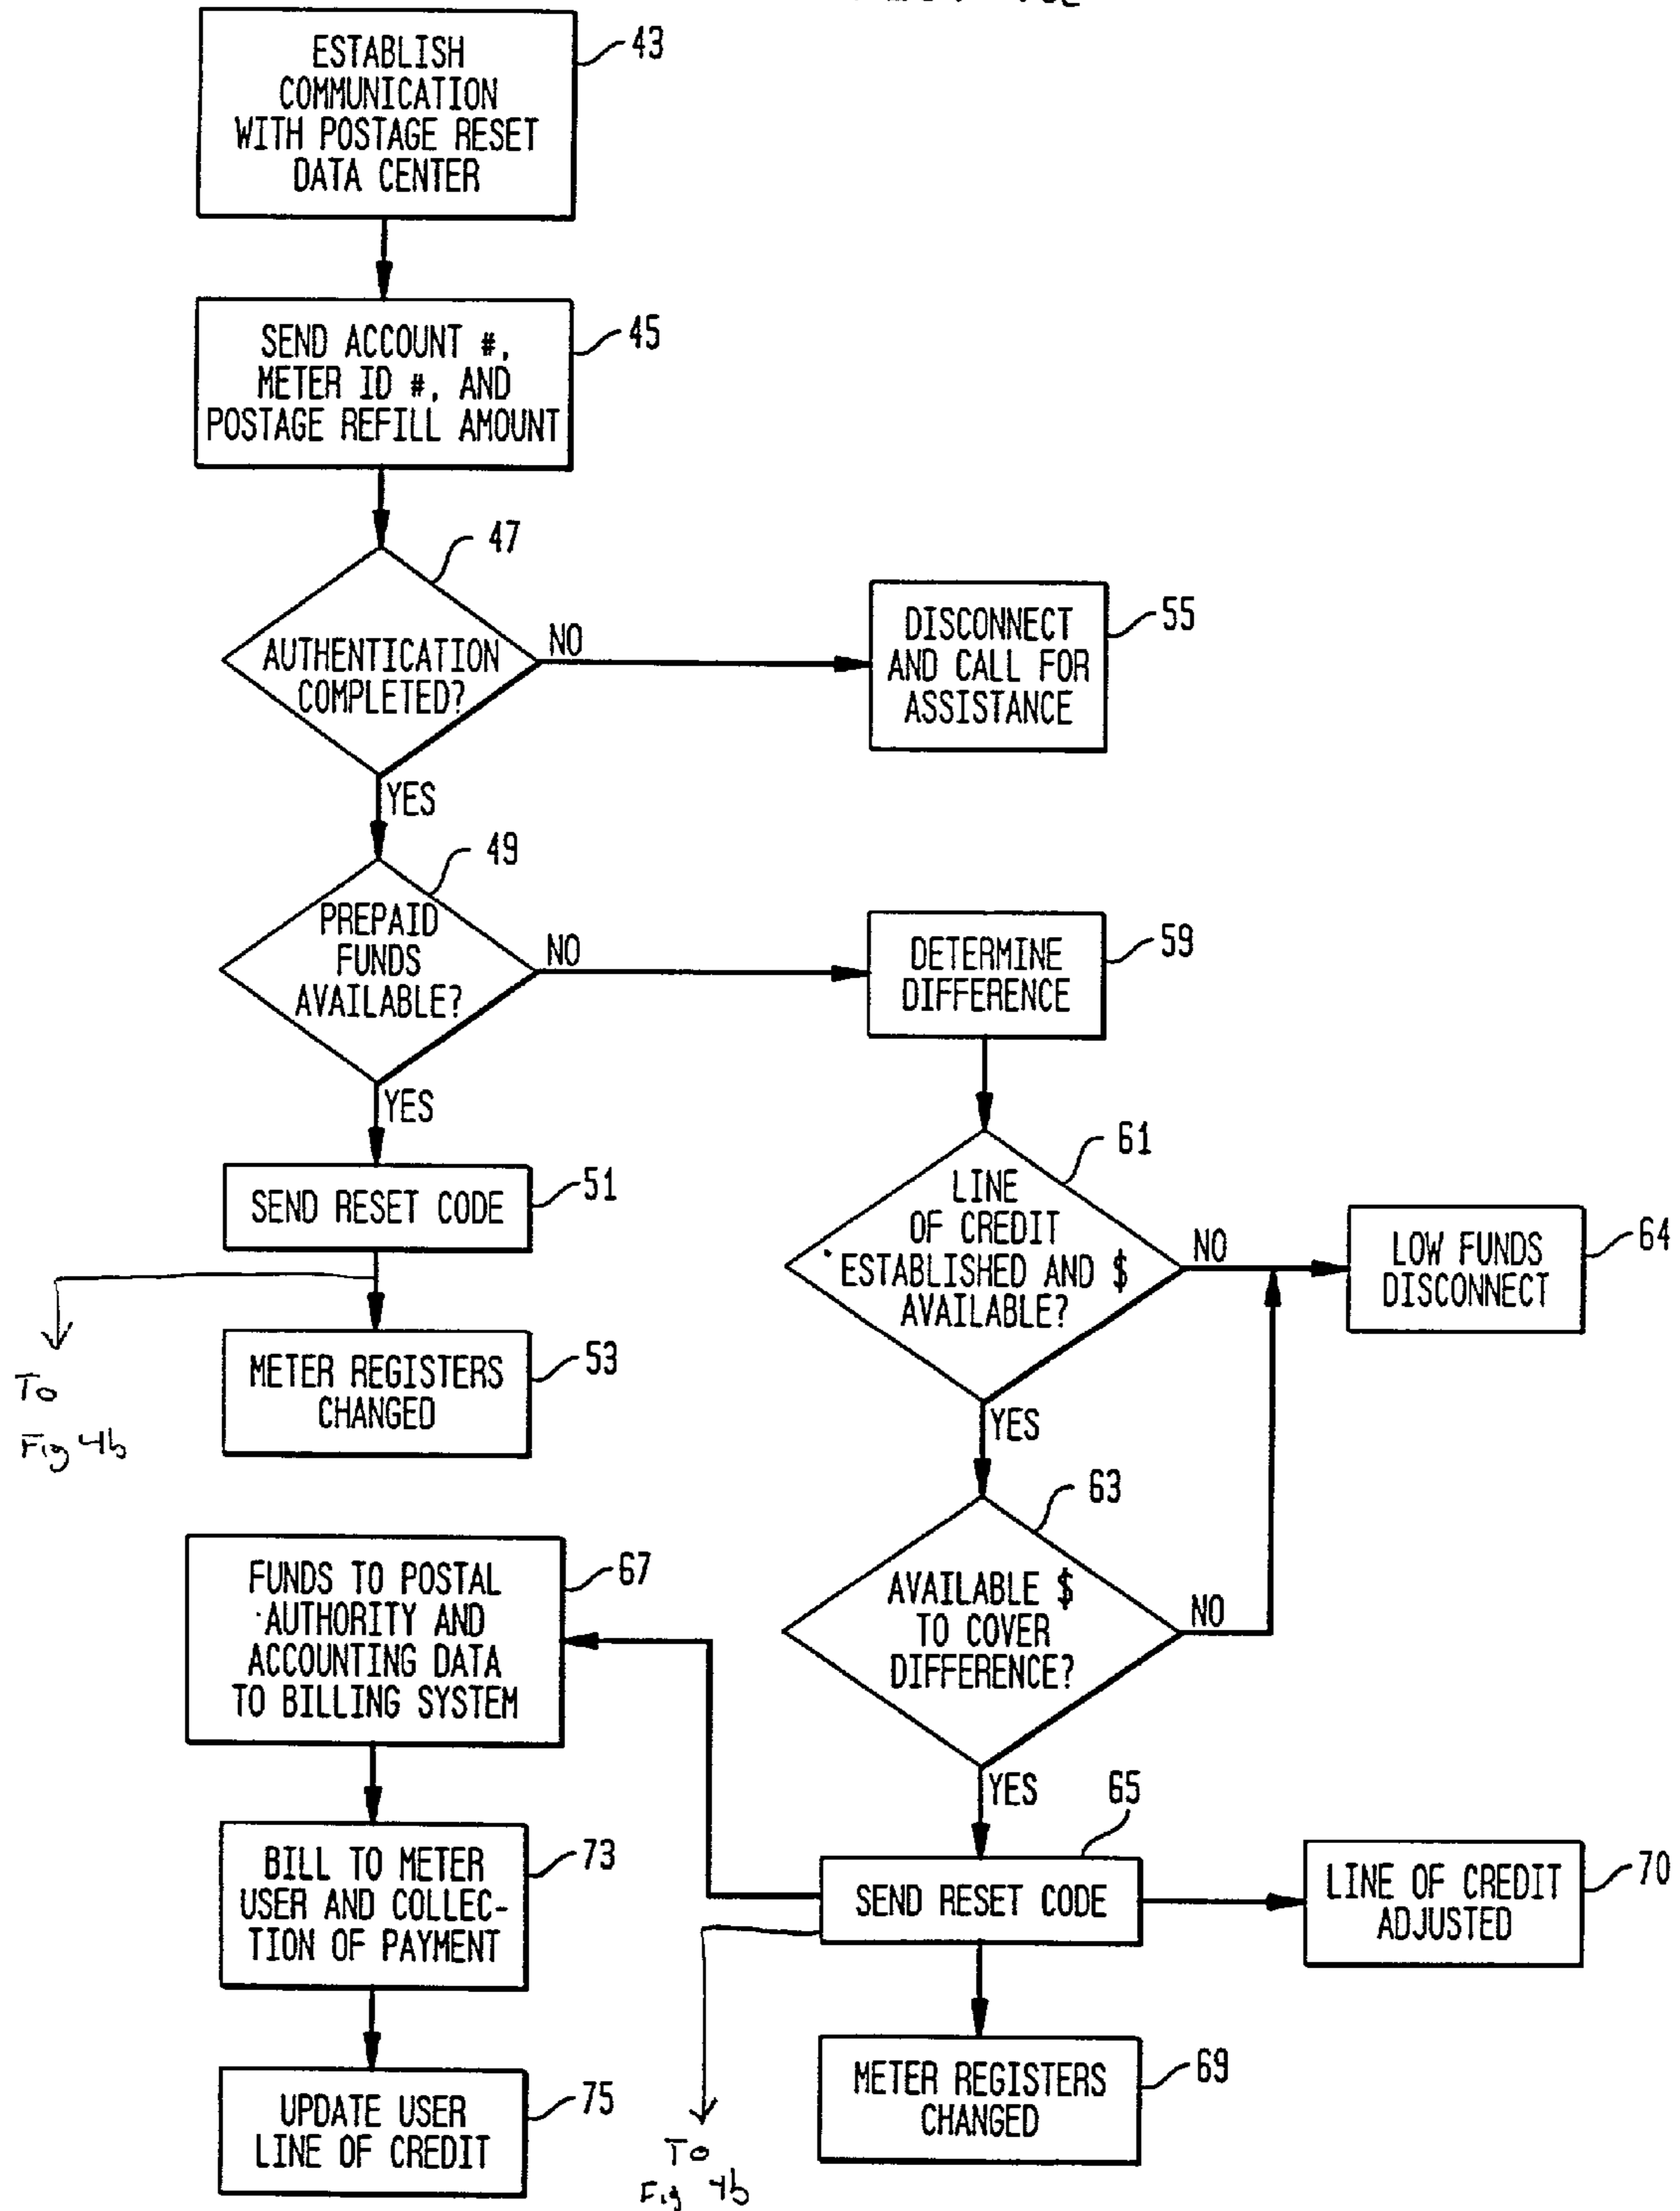 43
ESTABLISH
COMMUNICATION
WITH POSTAGE RESET
DATA CENTER
45
SEND ACCOUNT #,
METER ID #, AND
POSTAGE REFILL AMOUNT
47
AUTHENTICATION
COMPLETED?
NO
55
DISCONNECT
AND CALL FOR
ASSISTANCE
YES
49
PREPAID
FUNDS
AVAILABLE?
NO
59
DETERMINE
DIFFERENCE
YES
51
SEND RESET CODE
61
LINE
OF CREDIT
ESTABLISHED AND $
AVAILABLE?
NO
64
LOW FUNDS
DISCONNECT
To
Fig 4b
53
METER REGISTERS
CHANGED
YES
63
AVAILABLE $
TO COVER
DIFFERENCE?
NO
67
FUNDS TO POSTAL
AUTHORITY AND
ACCOUNTING DATA
TO BILLING SYSTEM
YES
65
SEND RESET CODE
70
LINE OF CREDIT
ADJUSTED
73
BILL TO METER
USER AND COLLEC-
TION OF PAYMENT
69
METER REGISTERS
CHANGED
75
UPDATE USER
LINE OF CREDIT
To
Fig 4b